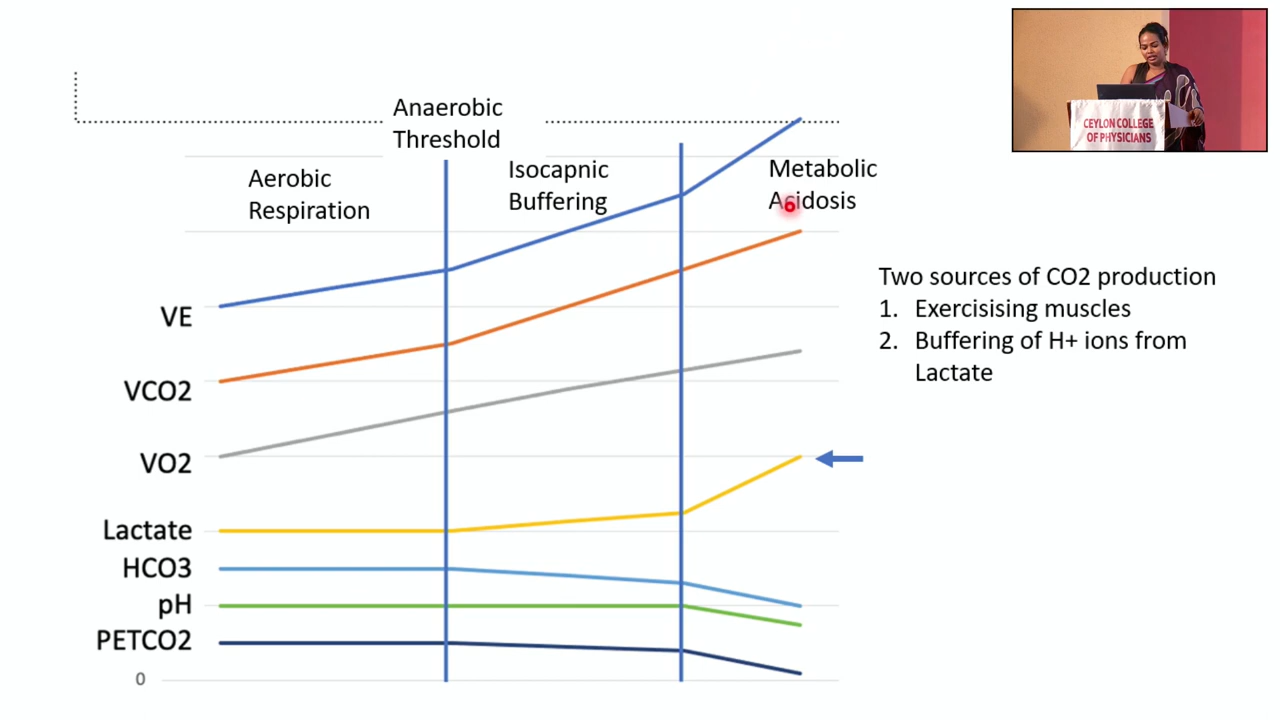 CEYLON COLLEGE
OF PHYSICIANS
Anaerobic
Threshold
Aerobic
Respiration
Isocapnic
Buffering
Metabolic
Acidosis
Two sources of CO2 production
1. Exercisising muscles
2. Buffering of H+ ions from
Lactate
VE
VCO2
VO2
Lactate
HCO3
pH
PETCO2
0